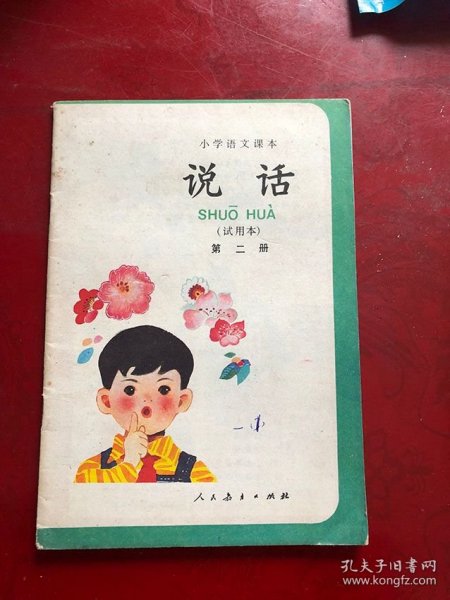 小学语文课本
说话
SHUŌ HUÀ
(试用本)
第二册
人民教育出版社
孔夫子旧书网
www.kongfz.com